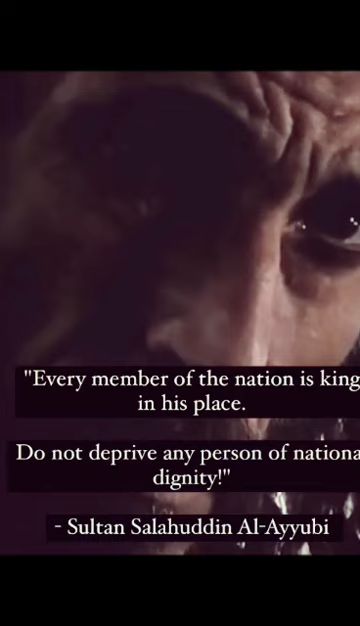 "Every member of the nation is king
in his place.
Do not deprive any person of nationa
dignity!"
- Sultan Salahuddin Al-Ayyubi